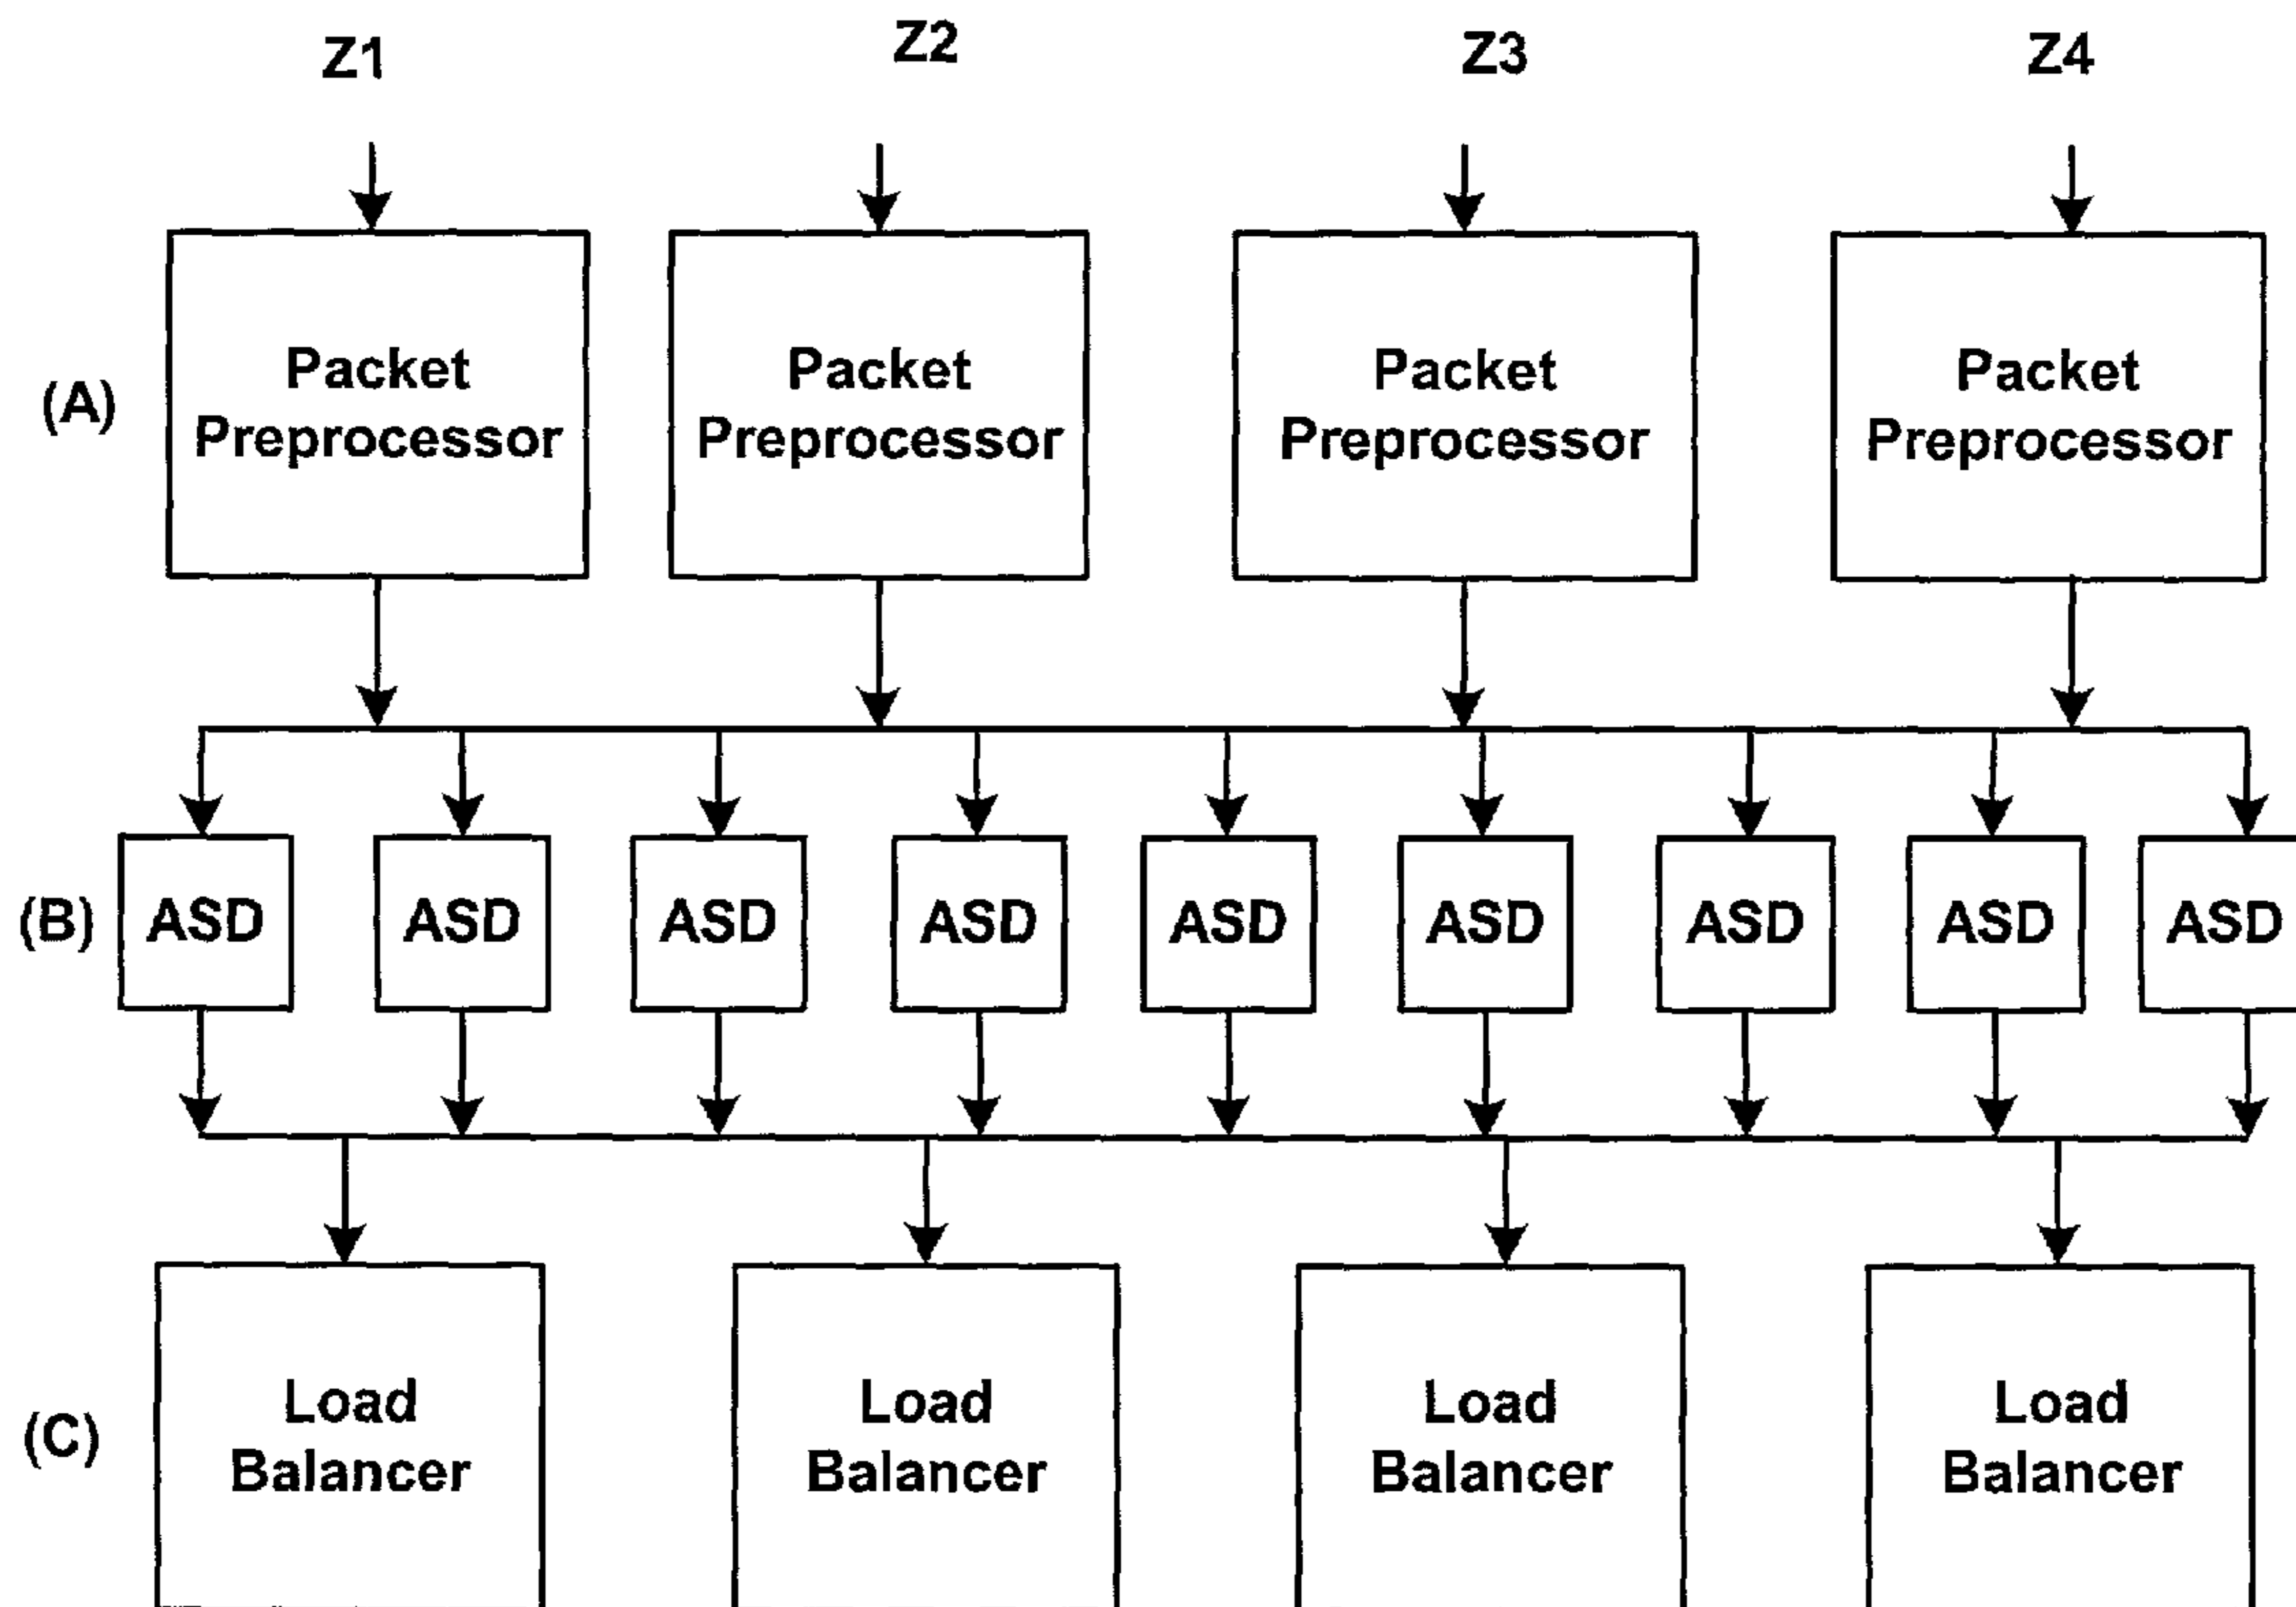 Z1 Z2 Z3 Z4
(A)
Packet
Preprocessor
Packet
Preprocessor
Packet
Preprocessor
Packet
Preprocessor
(B) ASD ASD ASD ASD ASD ASD ASD ASD ASD
(C)
Load
Balancer
Load
Balancer
Load
Balancer
Load
Balancer